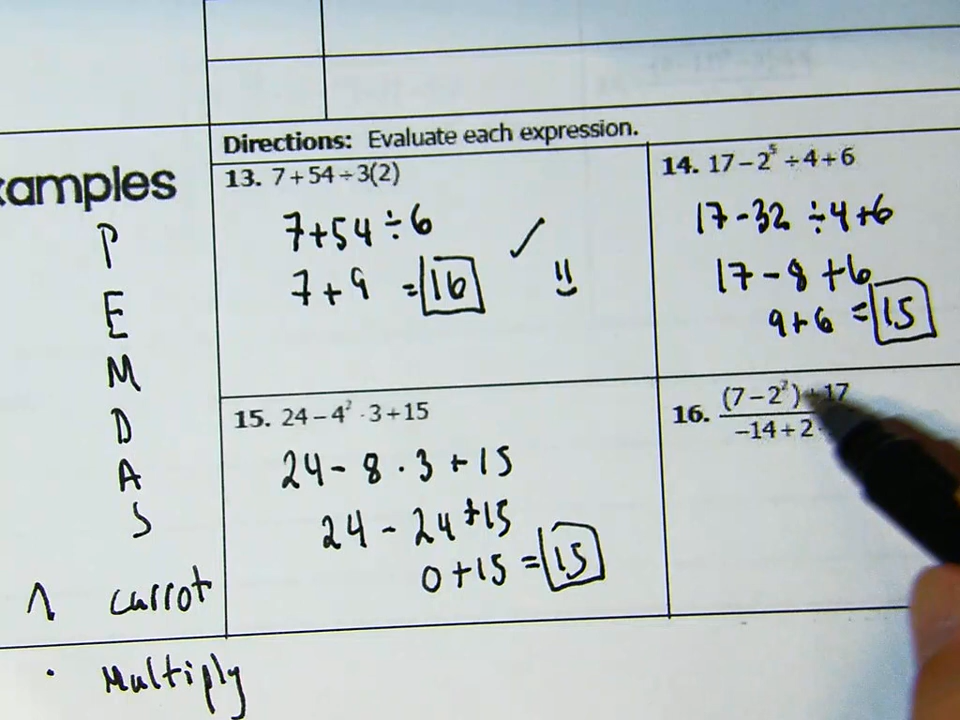 Directions: Evaluate each expression.
xamples
P
E
M
D
A
S
^ carrot
· Multiply
13. 7 + 54 ÷ 3(2)
7+54 ÷ 6
7 + 9 = 16
✓
14. 17 − 2⁵ ÷ 4 + 6
17 - 32 ÷ 4 + 6
17 - 8 + 6
9 + 6 = 15
15. 24 − 4² · 3 + 15
24 - 8 · 3 + 15
24 - 24 + 15
0 + 15 = 15
16. (7 − 2²) + 17
−14 + 2